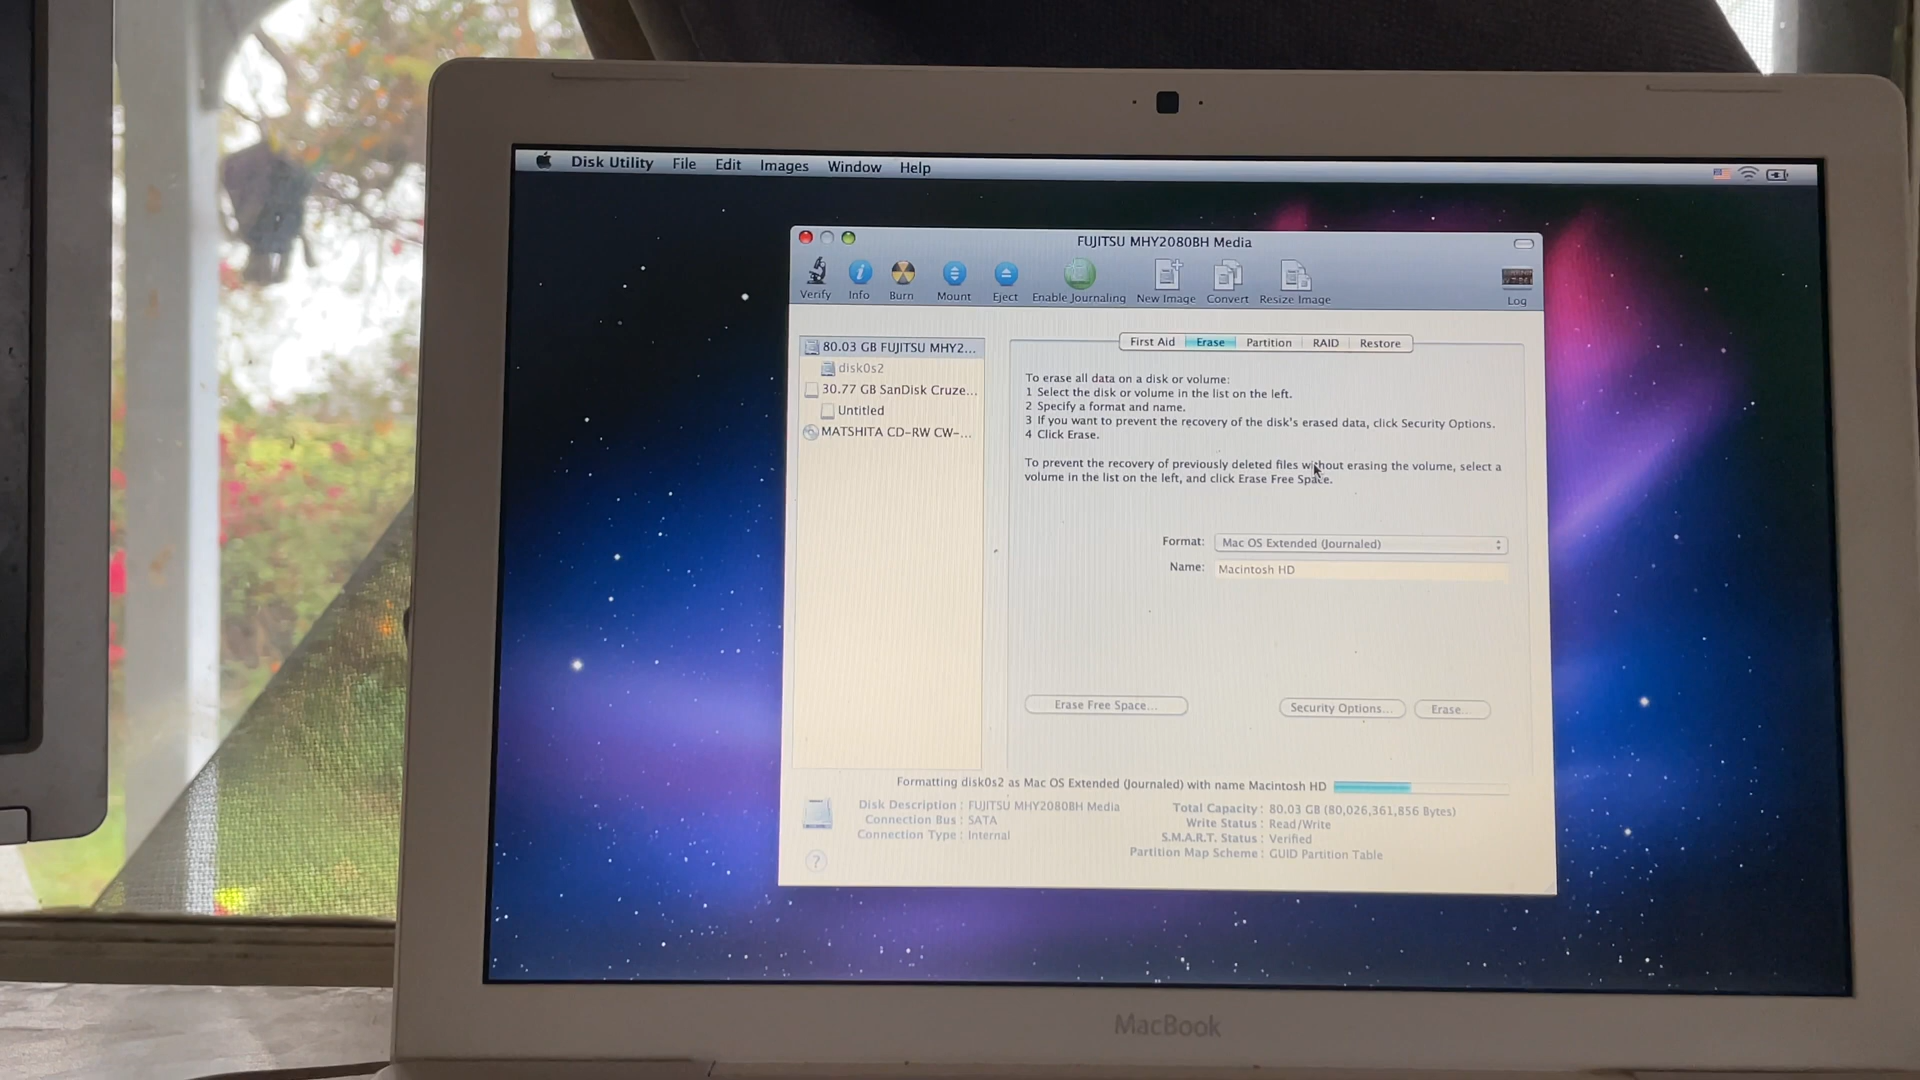 Disk Utility File Edit Images Window Help
FUJITSU MHY2080BH Media
Verify Info Burn Mount Eject Enable Journaling New Image Convert Resize Image Log
80.03 GB FUJITSU MHY2...
disk0s2
30.77 GB SanDisk Cruze...
Untitled
MATSHITA CD-RW CW-...
First Aid Erase Partition RAID Restore
To erase all data on a disk or volume:
1 Select the disk or volume in the list on the left.
2 Specify a format and name.
3 If you want to prevent the recovery of the disk's erased data, click Security Options.
4 Click Erase.
To prevent the recovery of previously deleted files without erasing the volume, select a
volume in the list on the left, and click Erase Free Space.
Format: Mac OS Extended (Journaled)
Name: Macintosh HD
Erase Free Space... Security Options... Erase...
Formatting disk0s2 as Mac OS Extended (Journaled) with name Macintosh HD
Disk Description : FUJITSU MHY2080BH Media
Connection Bus : SATA
Connection Type : Internal
Total Capacity : 80.03 GB (80,026,361,856 Bytes)
Write Status : Read/Write
S.M.A.R.T. Status : Verified
Partition Map Scheme : GUID Partition Table
?
MacBook